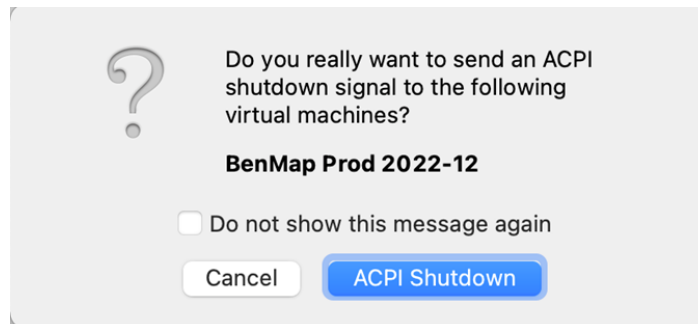 Do you really want to send an ACPI
shutdown signal to the following
virtual machines?
BenMap Prod 2022-12
Do not show this message again
Cancel ACPI Shutdown